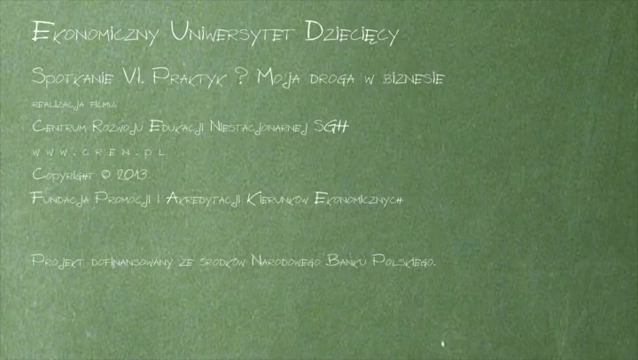 Ekonomiczny Uniwersytet Dziecięcy
Spotkanie VI. Praktyk ? Moja droga w biznesie
realizacja filmu:
Centrum Rozwoju Edukacji Niestacjonarnej SGH
www.cren.pl
Copyright © 2013.
Fundacja Promocji i Akredytacji Kierunków Ekonomicznych
Projekt dofinansowany ze środków Narodowego Banku Polskiego.